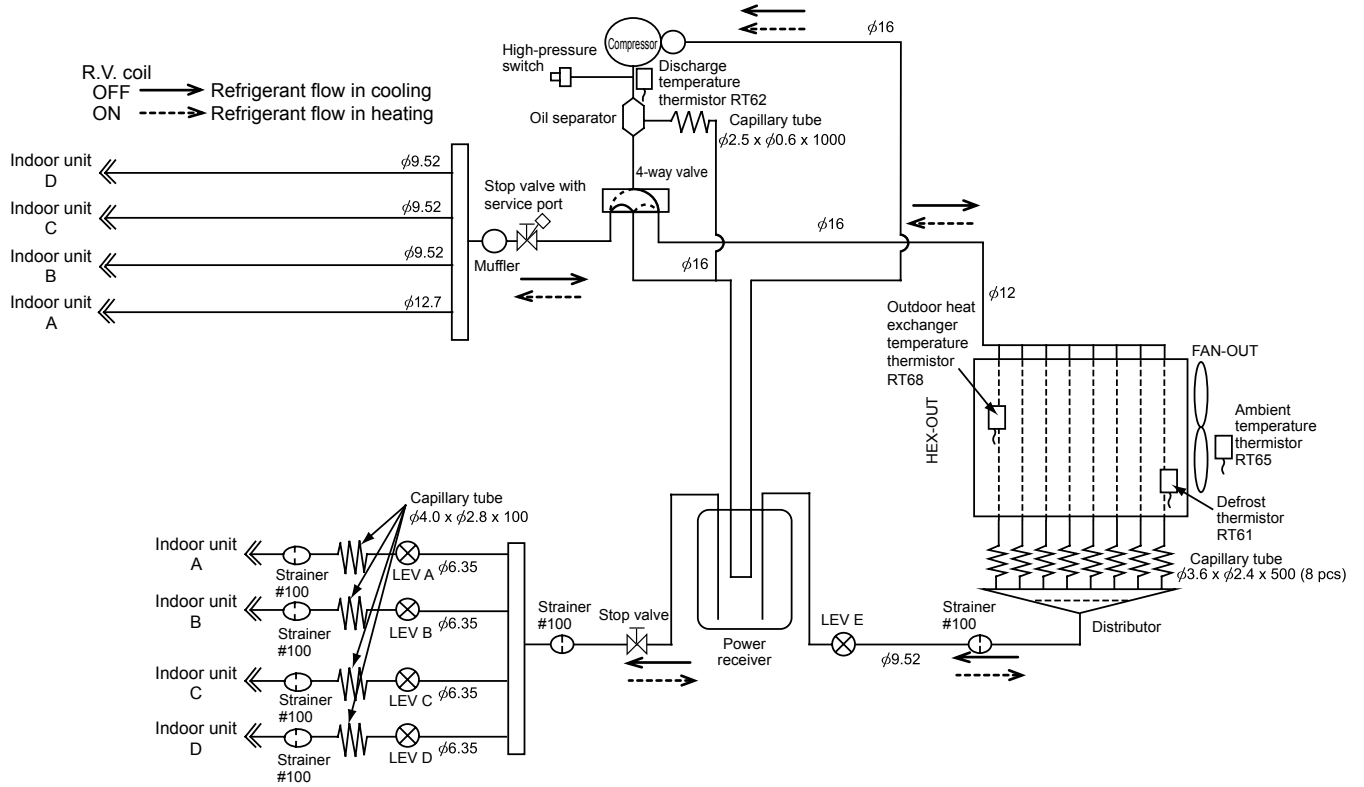 R.V. coil
OFF Refrigerant flow in cooling
ON Refrigerant flow in heating
High-pressure
switch
Compressor
Discharge
temperature
thermistor RT62
Oil separator
Capillary tube
ϕ2.5 x ϕ0.6 x 1000
4-way valve
ϕ16
Indoor unit
D
ϕ9.52
Indoor unit
C
ϕ9.52
Indoor unit
B
ϕ9.52
Indoor unit
A
ϕ12.7
Stop valve with
service port
Muffler
ϕ16
ϕ16
ϕ12
Outdoor heat
exchanger
temperature
thermistor
RT68
HEX-OUT
FAN-OUT
Ambient
temperature
thermistor
RT65
Defrost
thermistor
RT61
Capillary tube
ϕ3.6 x ϕ2.4 x 500 (8 pcs)
Distributor
Capillary tube
ϕ4.0 x ϕ2.8 x 100
Indoor unit
A
Strainer
#100
LEV A
ϕ6.35
Indoor unit
B
Strainer
#100
LEV B
ϕ6.35
Indoor unit
C
Strainer
#100
LEV C
ϕ6.35
Indoor unit
D
Strainer
#100
LEV D
ϕ6.35
Strainer
#100
Stop valve
Power
receiver
LEV E
ϕ9.52
Strainer
#100